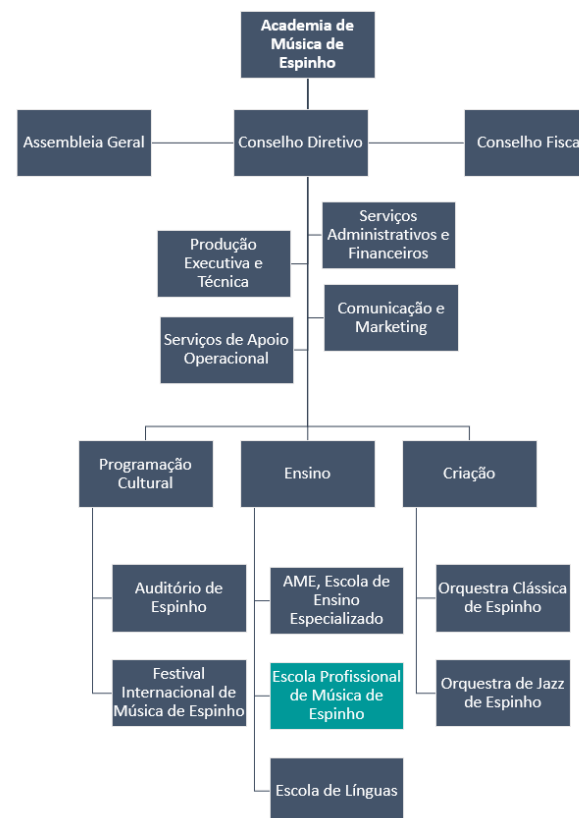 Academia de
Música de
Espinho
Assembleia Geral
Conselho Diretivo
Conselho Fisca
Serviços
Administrativos e
Financeiros
Produção
Executiva e
Técnica
Comunicação e
Marketing
Serviços de Apoio
Operacional
Programação
Cultural
Ensino
Criação
Auditório de
Espinho
AME, Escola de
Ensino
Especializado
Orquestra Clássica
de Espinho
Festival
Internacional de
Música de Espinho
Escola Profissional
de Música de
Espinho
Orquestra de Jazz
de Espinho
Escola de Línguas